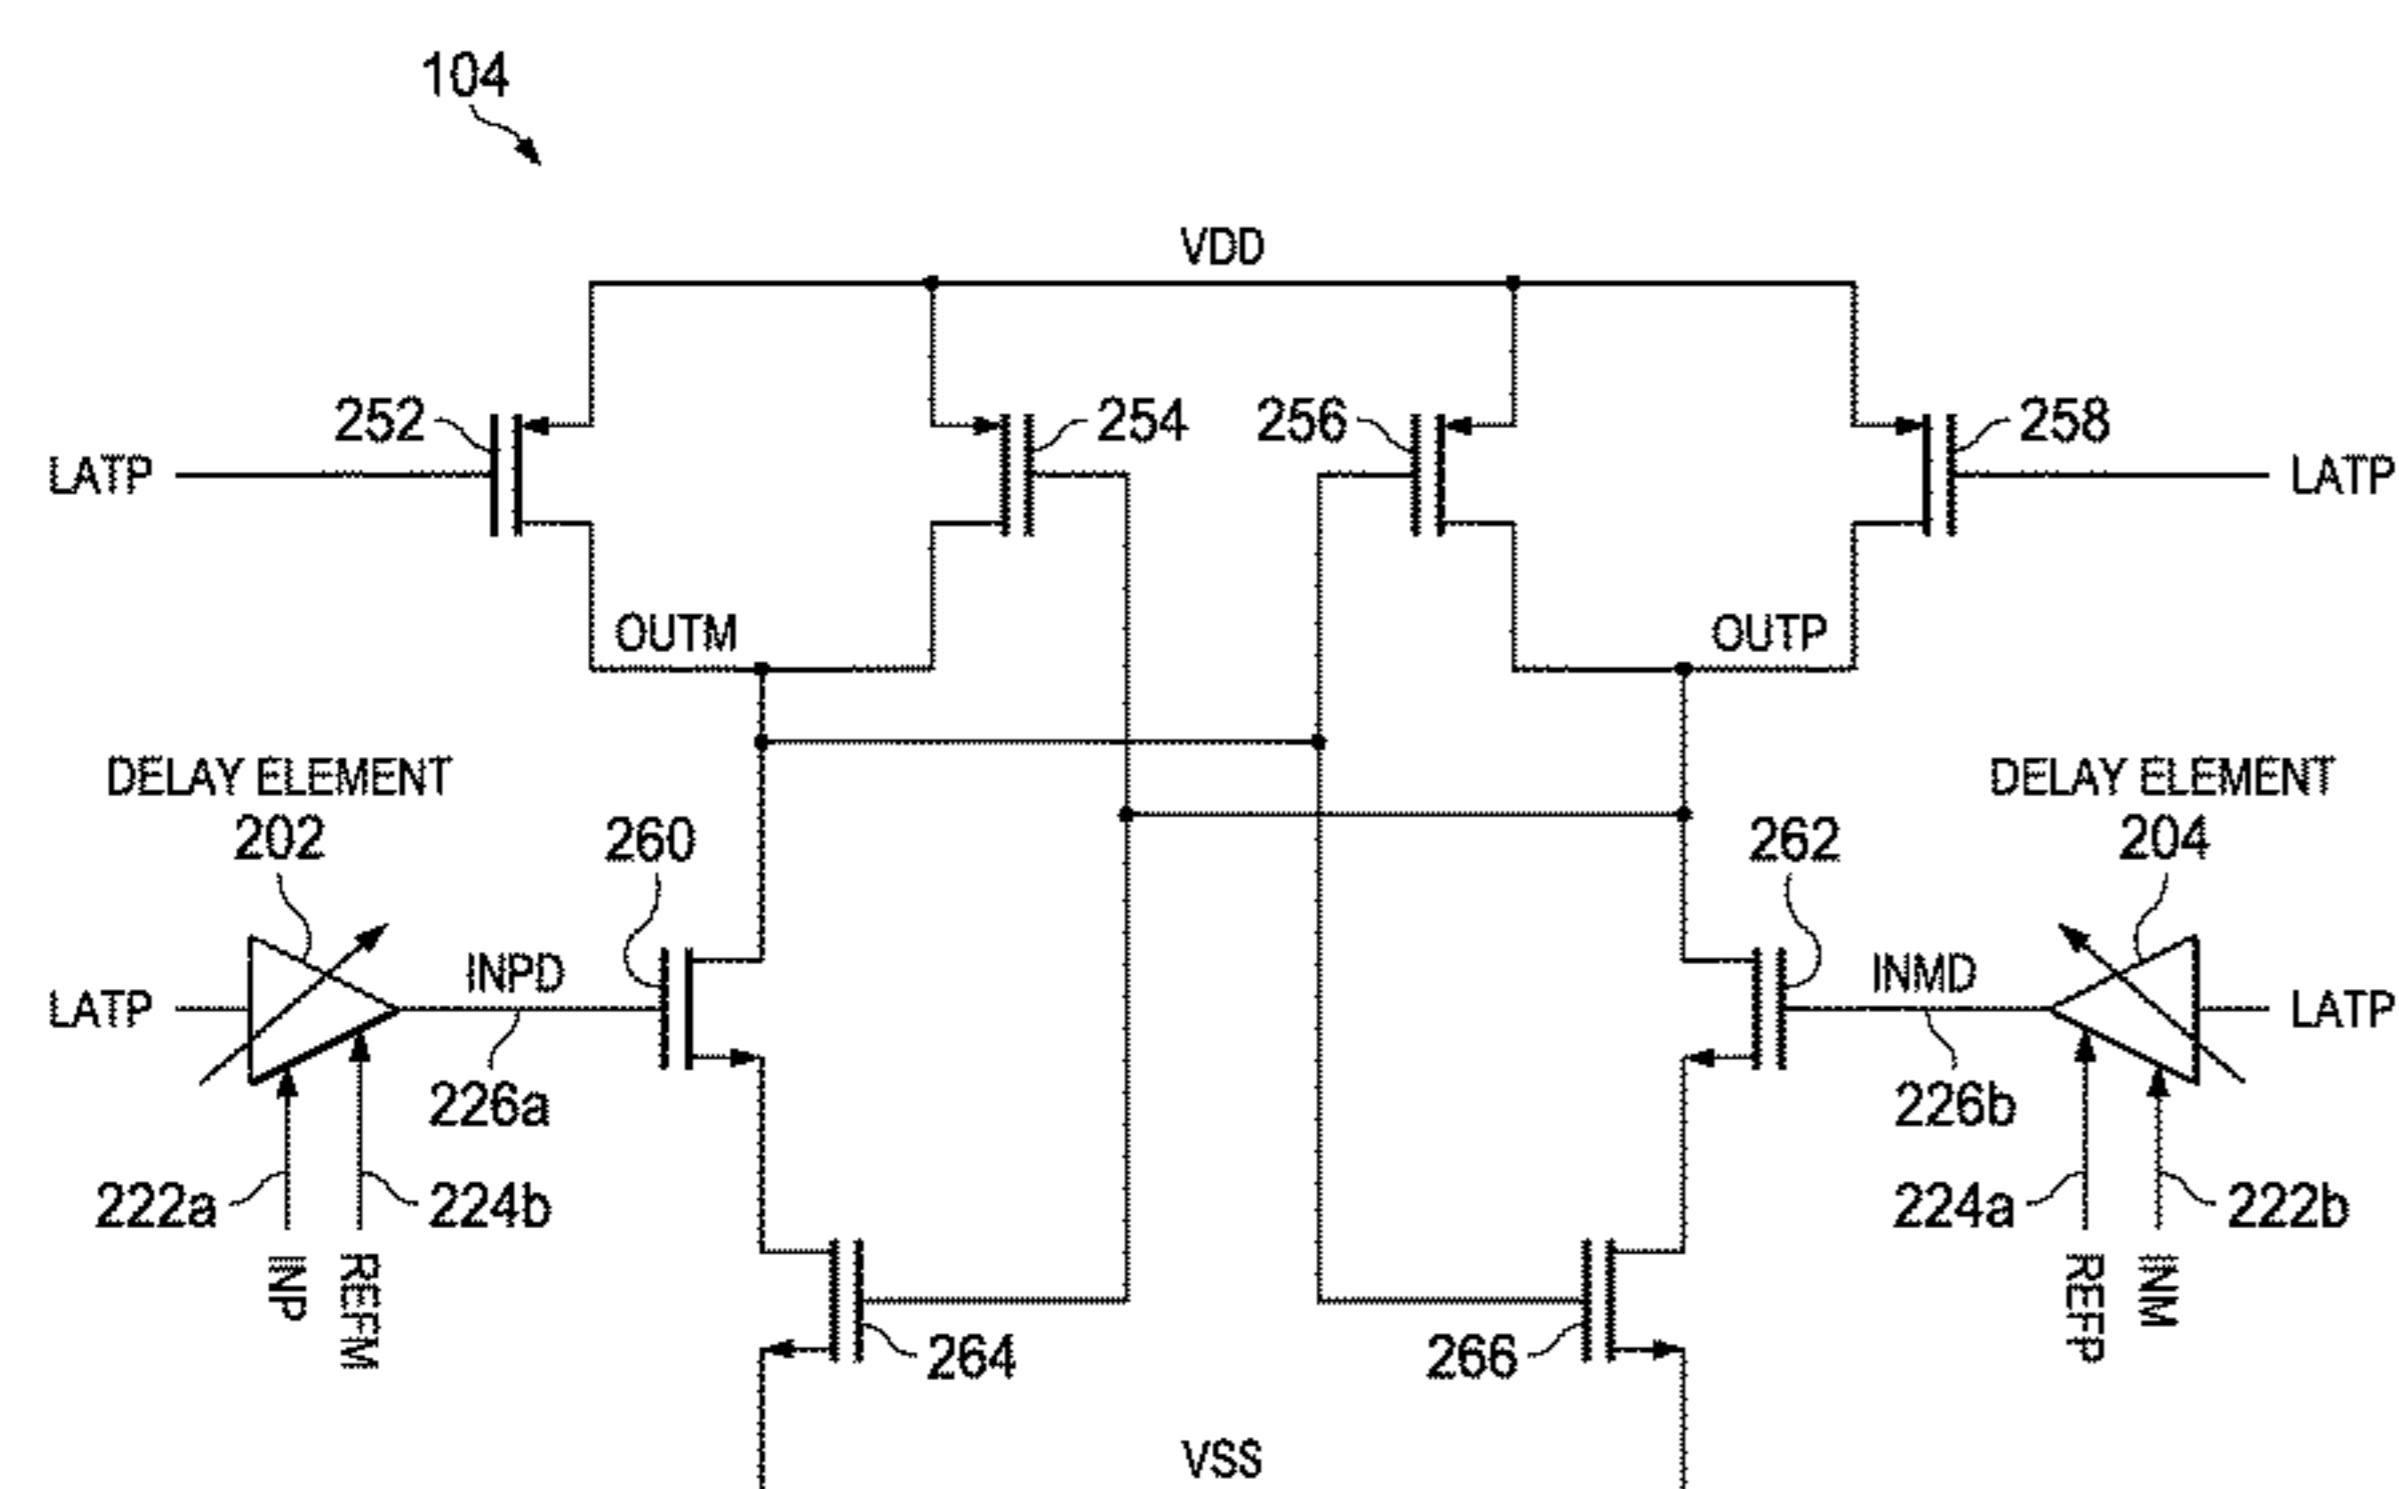 104
VDD
252
254
256
258
LATP
LATP
OUTM
OUTP
DELAY ELEMENT
202
260
262
DELAY ELEMENT
204
LATP
INPD
INMD
LATP
226a
226b
222a
224b
224a
222b
INP
REFM
REFP
INM
264
266
VSS